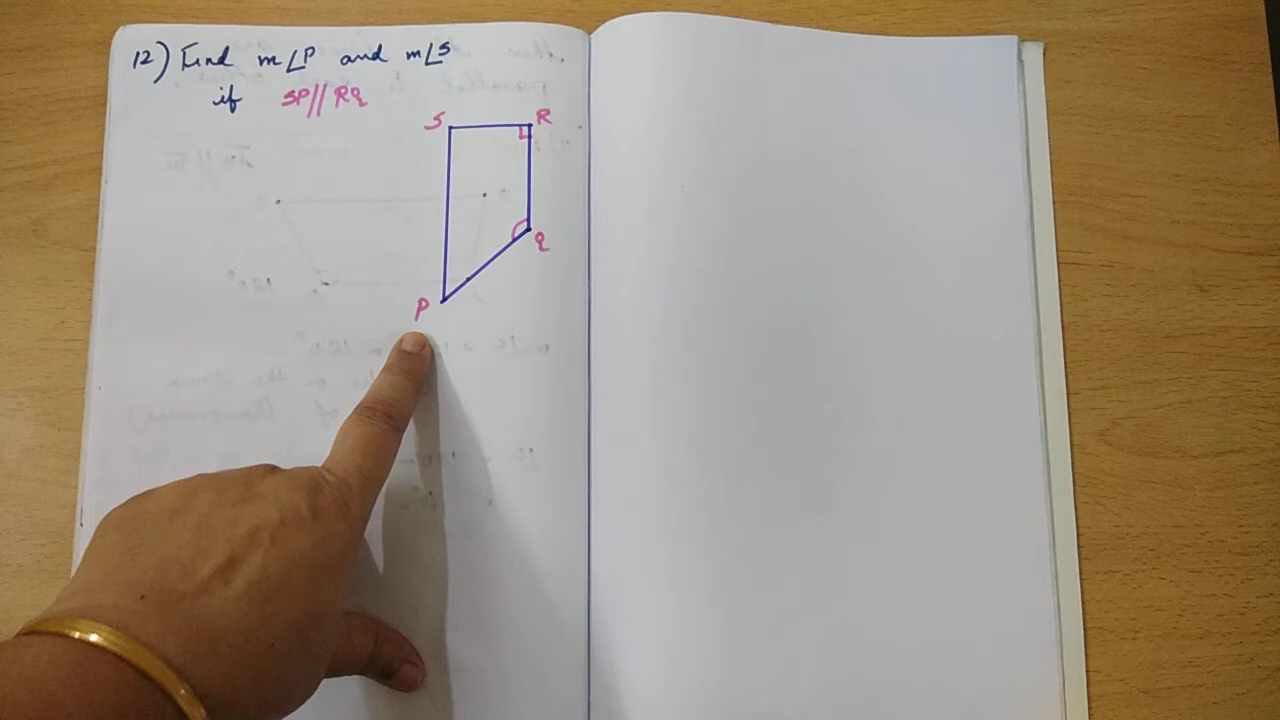 12) Find m∠P and m∠S
if SP // RQ
S
R
Q
P